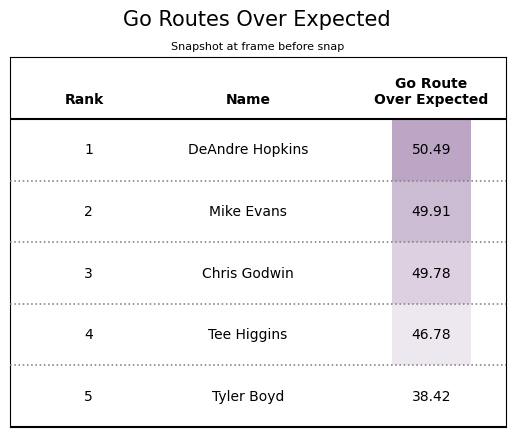 Go Routes Over Expected
Snapshot at frame before snap
Rank Name Go Route
Over Expected
1 DeAndre Hopkins 50.49
2 Mike Evans 49.91
3 Chris Godwin 49.78
4 Tee Higgins 46.78
5 Tyler Boyd 38.42